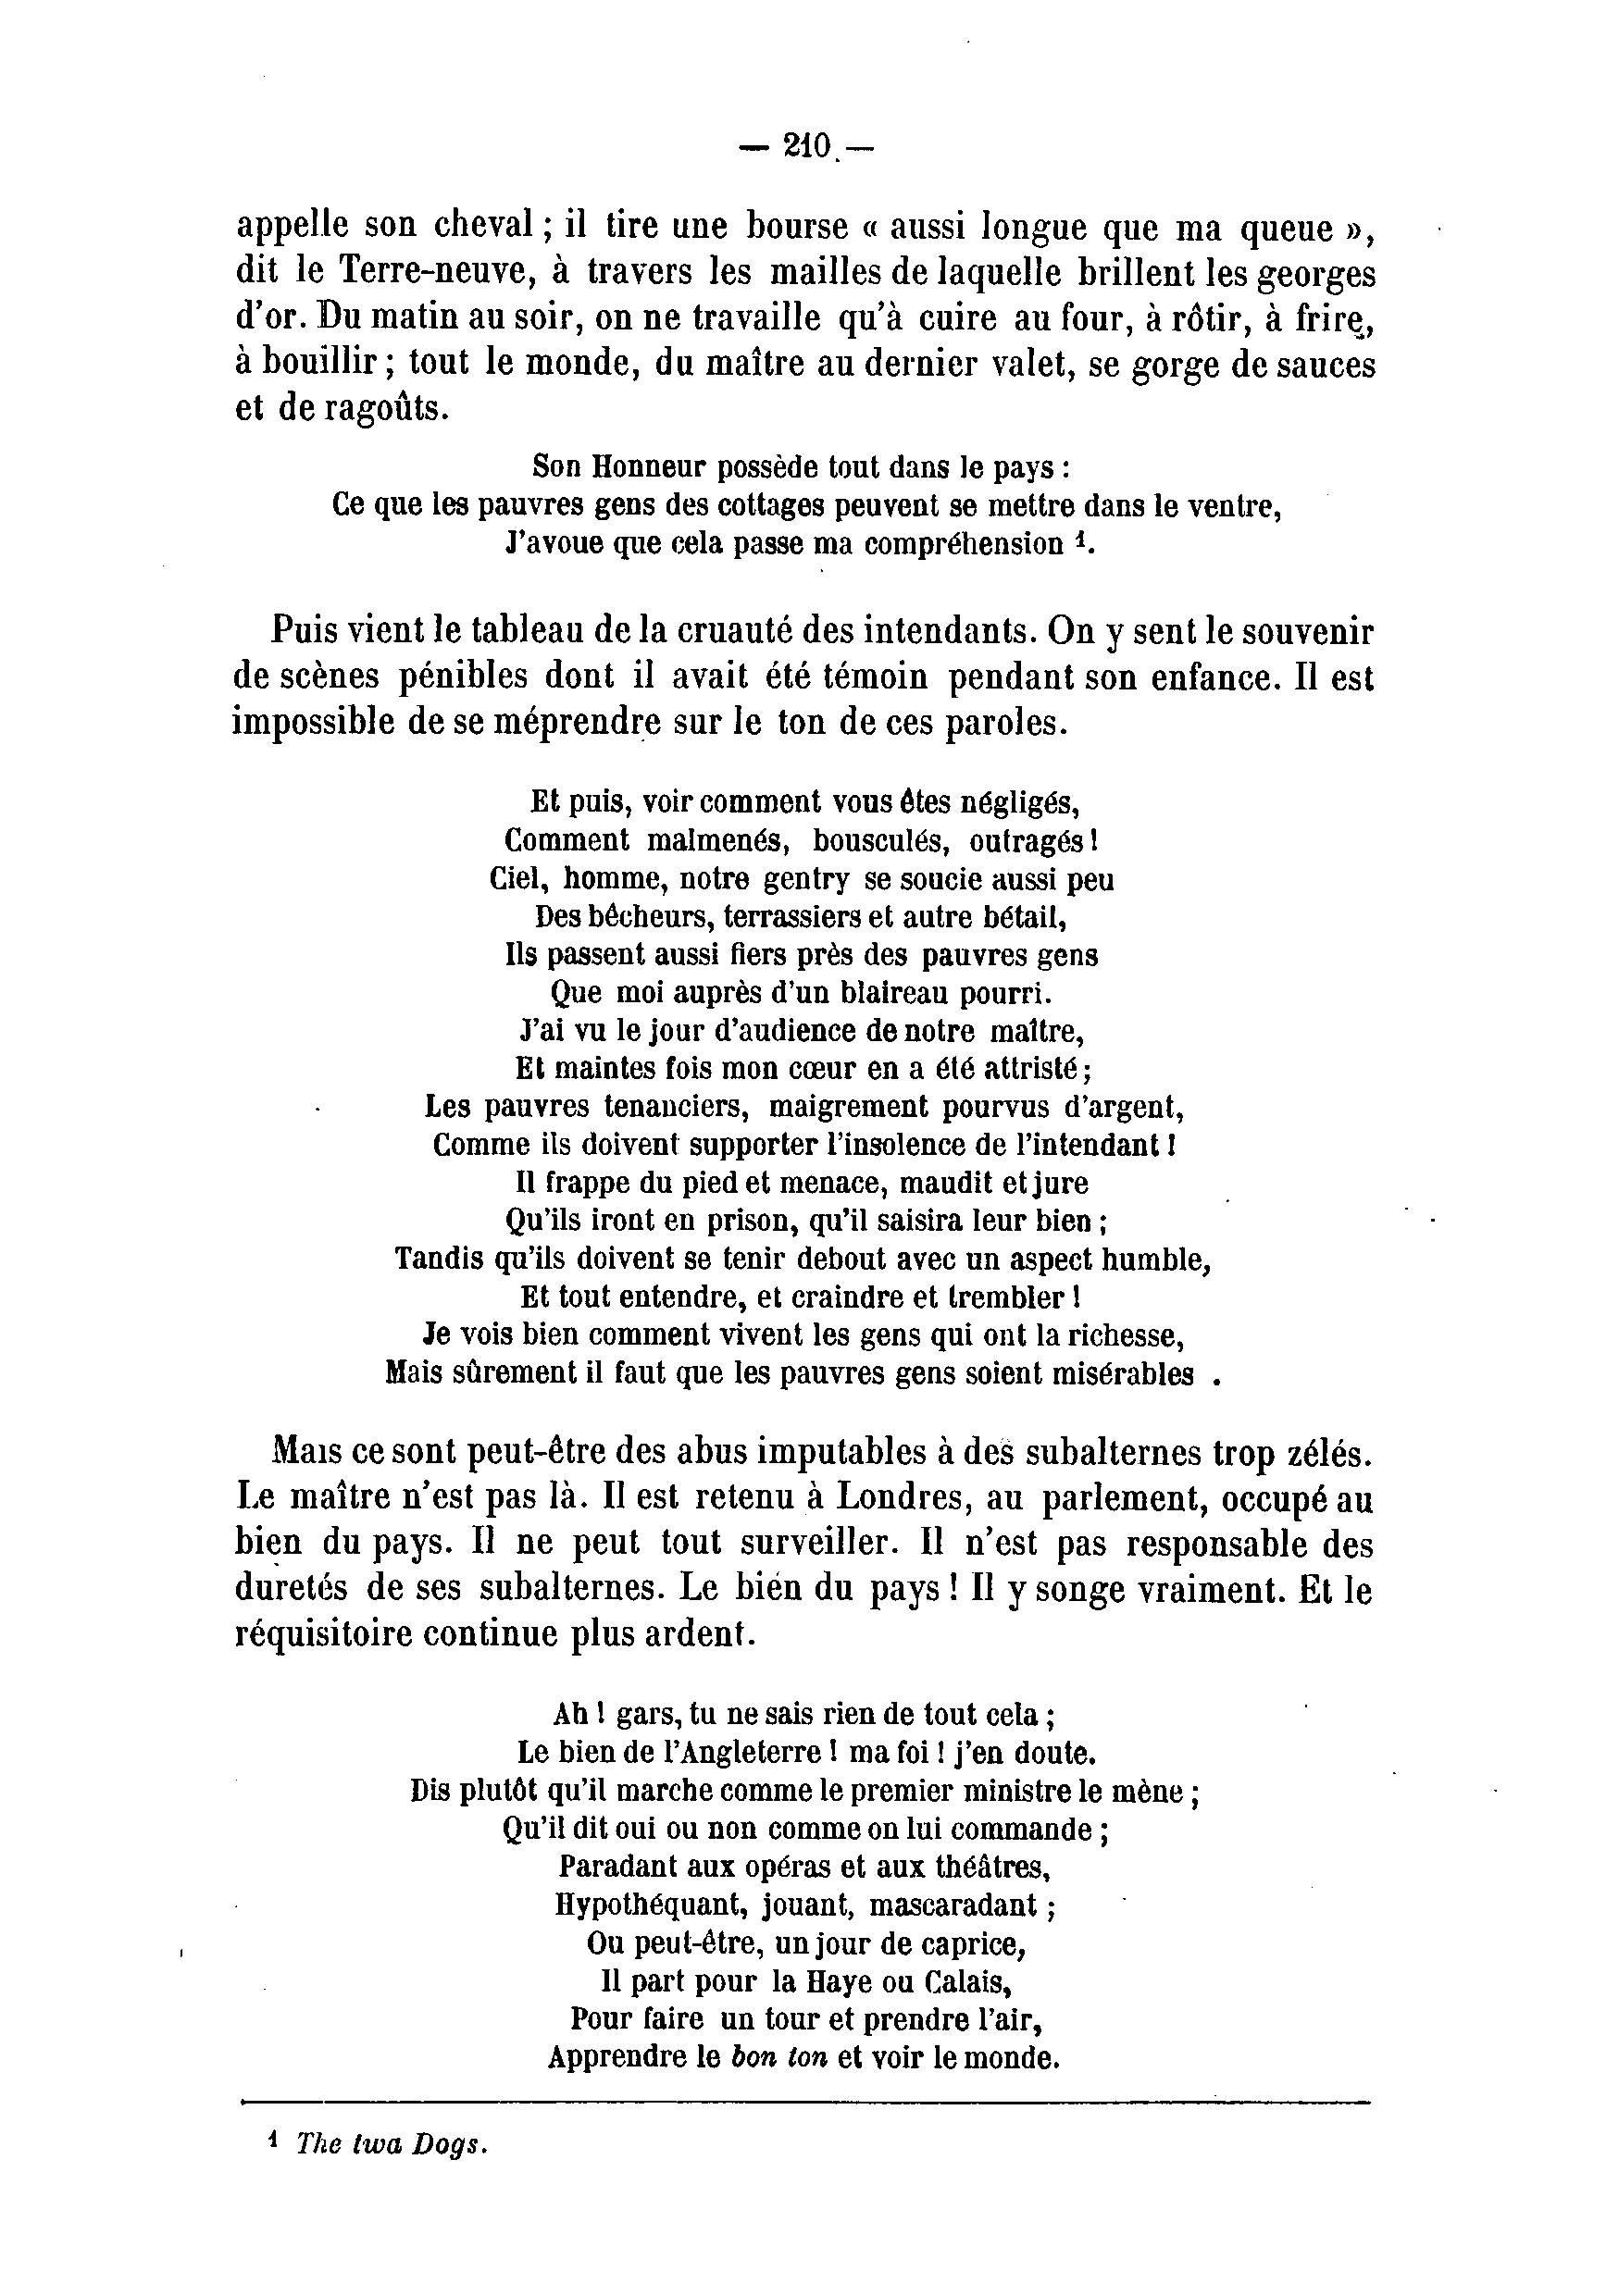 — 210 —
appelle son cheval ; il tire une bourse « aussi longue que ma queue »,
dit le Terre-neuve, à travers les mailles de laquelle brillent les georges
d'or. Du matin au soir, on ne travaille qu'à cuire au four, à rôtir, à frire,
à bouillir ; tout le monde, du maître au dernier valet, se gorge de sauces
et de ragoûts.
Son Honneur possède tout dans le pays :
Ce que les pauvres gens des cottages peuvent se mettre dans le ventre,
J'avoue que cela passe ma compréhension ¹.
Puis vient le tableau de la cruauté des intendants. On y sent le souvenir
de scènes pénibles dont il avait été témoin pendant son enfance. Il est
impossible de se méprendre sur le ton de ces paroles.
Et puis, voir comment vous êtes négligés,
Comment malmenés, bousculés, outragés !
Ciel, homme, notre gentry se soucie aussi peu
Des bêcheurs, terrassiers et autre bétail,
Ils passent aussi fiers près des pauvres gens
Que moi auprès d'un blaireau pourri.
J'ai vu le jour d'audience de notre maître,
Et maintes fois mon cœur en a été attristé ;
Les pauvres tenanciers, maigrement pourvus d'argent,
Comme ils doivent supporter l'insolence de l'intendant !
Il frappe du pied et menace, maudit et jure
Qu'ils iront en prison, qu'il saisira leur bien ;
Tandis qu'ils doivent se tenir debout avec un aspect humble,
Et tout entendre, et craindre et trembler !
Je vois bien comment vivent les gens qui ont la richesse,
Mais sûrement il faut que les pauvres gens soient misérables .
Mais ce sont peut-être des abus imputables à des subalternes trop zélés.
Le maître n'est pas là. Il est retenu à Londres, au parlement, occupé au
bien du pays. Il ne peut tout surveiller. Il n'est pas responsable des
duretés de ses subalternes. Le bien du pays ! Il y songe vraiment. Et le
réquisitoire continue plus ardent.
Ah ! gars, tu ne sais rien de tout cela ;
Le bien de l'Angleterre ! ma foi ! j'en doute.
Dis plutôt qu'il marche comme le premier ministre le mène ;
Qu'il dit oui ou non comme on lui commande ;
Paradant aux opéras et aux théâtres,
Hypothéquant, jouant, mascaradant ;
Ou peut-être, un jour de caprice,
Il part pour la Haye ou Calais,
Pour faire un tour et prendre l'air,
Apprendre le bon ton et voir le monde.
¹ The twa Dogs.